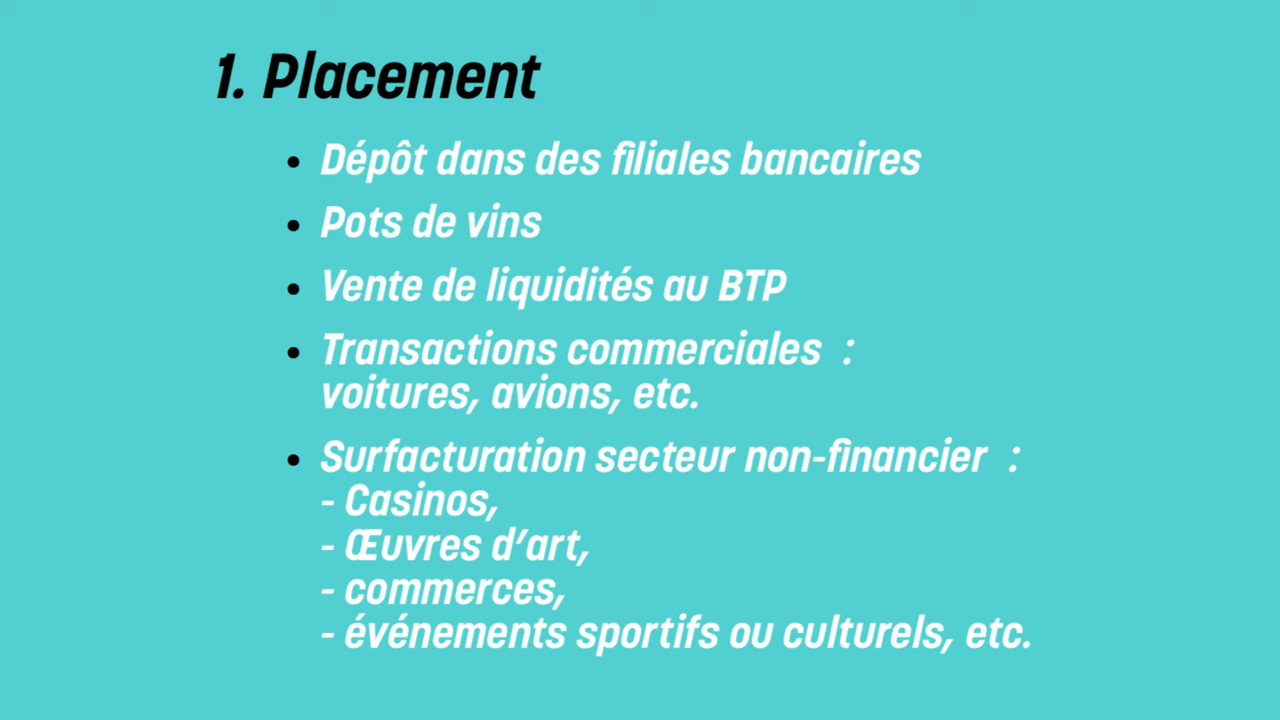 1. Placement
• Dépôt dans des filiales bancaires
• Pots de vins
• Vente de liquidités au BTP
• Transactions commerciales  :
voitures, avions, etc.
• Surfacturation secteur non-financier  :
- Casinos,
- Œuvres d’art,
- commerces,
- événements sportifs ou culturels, etc.